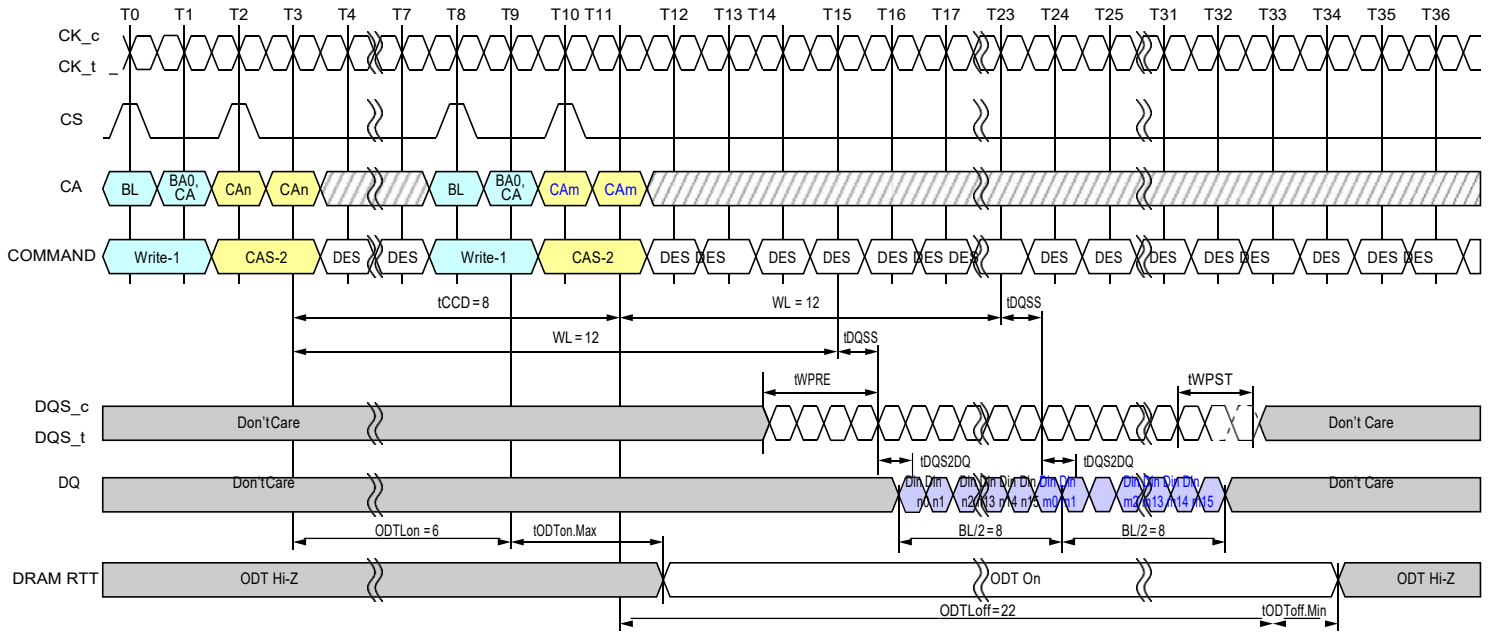 T0 T1 T2 T3 T4 T7 T8 T9 T10 T11 T12 T13 T14 T15 T16 T17 T23 T24 T25 T31 T32 T33 T34 T35 T36
CK_c
CK_t
CS
CA BL BA0, CA CAn CAn BL BA0, CA CAm CAm
COMMAND Write-1 CAS-2 DES DES Write-1 CAS-2 DES DES DES DES DES DES DES DES DES DES DES DES DES DES
tCCD = 8 WL = 12 tDQSS
WL = 12 tDQSS
tWPRE tWPST
DQS_c
DQS_t
Don'tCare Don't Care
tDQS2DQ tDQS2DQ
DQ Don'tCare Don't Care
Din Din Din Din Din Din Din Din Din Din Din Din
n0 n1 n2 n13 n14 n15 m0 m1 m2 m13 m14 m15
ODTLon = 6 tODTon.Max BL/2 = 8 BL/2 = 8
DRAM RTT ODT Hi-Z ODT On ODT Hi-Z
ODTLoff = 22 tODToff.Min